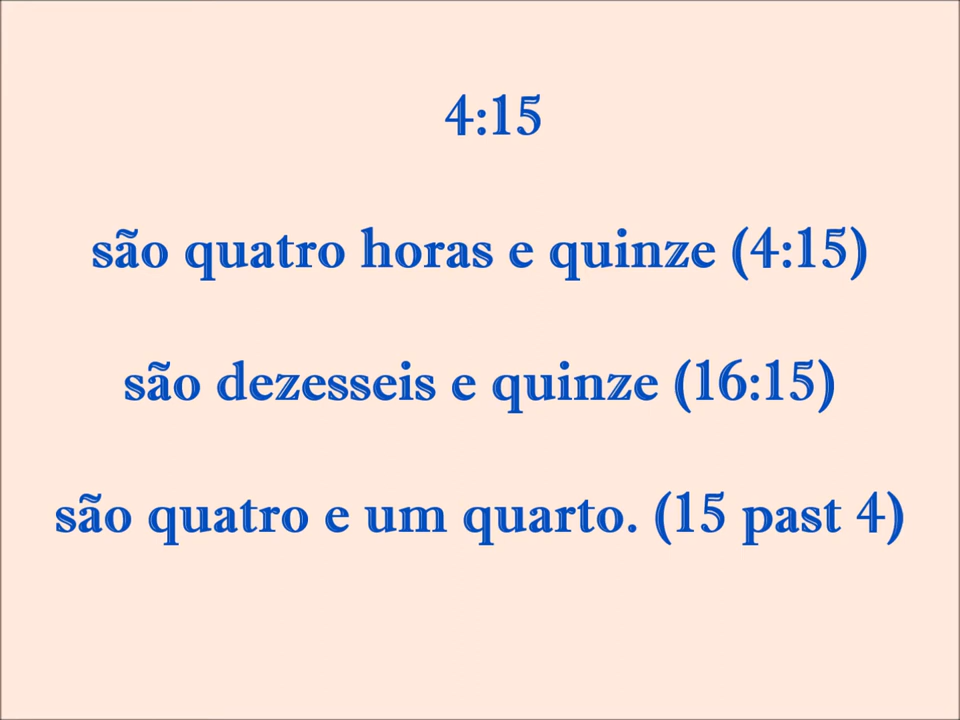 4:15
são quatro horas e quinze (4:15)
são dezesseis e quinze (16:15)
são quatro e um quarto. (15 past 4)